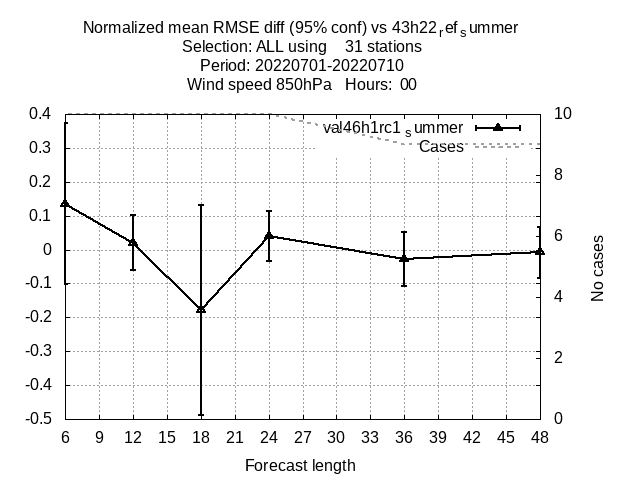 Normalized mean RMSE diff (95% conf) vs 43h22refsummer
Selection: ALL using 31 stations
Period: 20220701-20220710
Wind speed 850hPa Hours: 00
0.4
0.3
0.2
0.1
0
-0.1
-0.2
-0.3
-0.4
-0.5
val46h1rc1summer
Cases
10
8
6
4
2
0
No cases
6 9 12 15 18 21 24 27 30 33 36 39 42 45 48
Forecast length